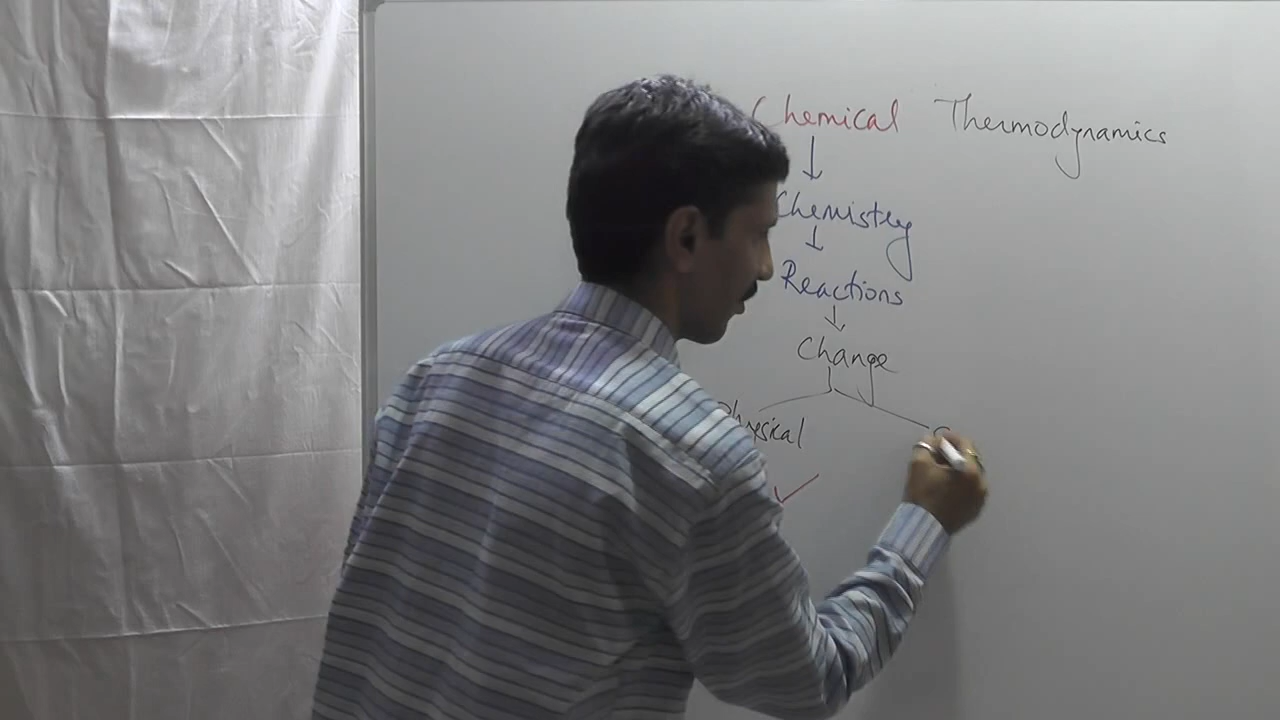 Chemical Thermodynamics
Chemistry
Reactions
Change
Physical